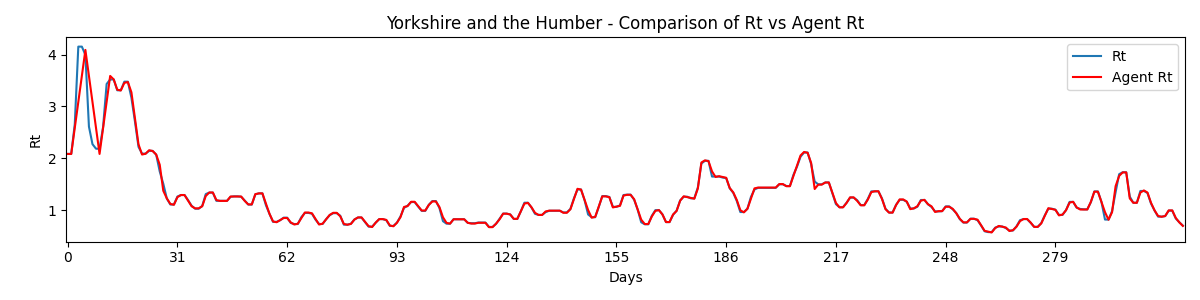 Yorkshire and the Humber - Comparison of Rt vs Agent Rt
Rt
4
3
2
1
Rt
Agent Rt
0 31 62 93 124 155 186 217 248 279
Days